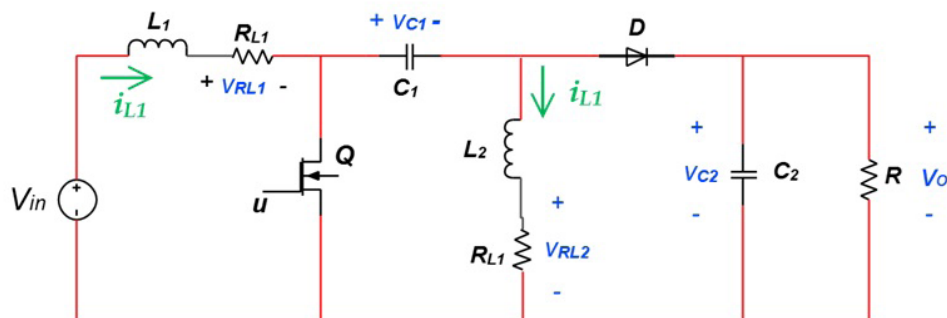 L1
RL1
+ VC1 -
D
C1
+ VRL1 -
iL1
iL1
Q
L2
u
Vin
+
-
+
VC2
-
C2
R
+
VO
-
RL1
+
VRL2
-